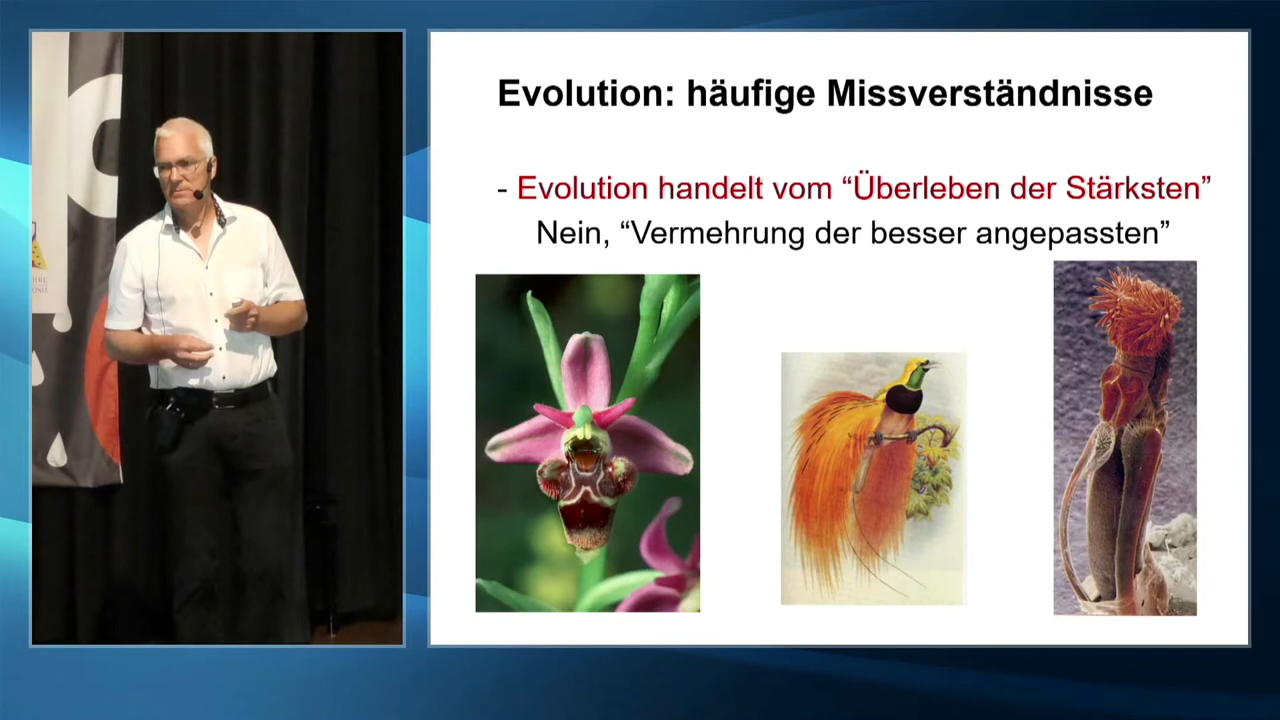 Evolution: häufige Missverständnisse
- Evolution handelt vom “Überleben der Stärksten”
Nein, “Vermehrung der besser angepassten”